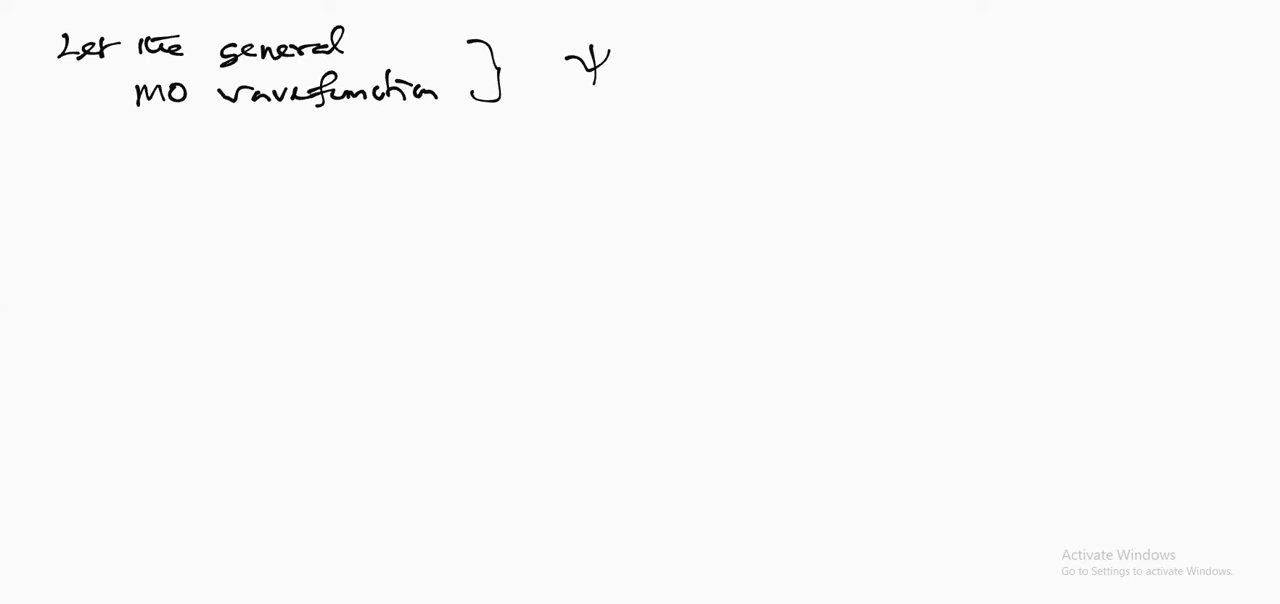 Let the general
MO wavefunction } ψ
Activate Windows
Go to Settings to activate Windows.